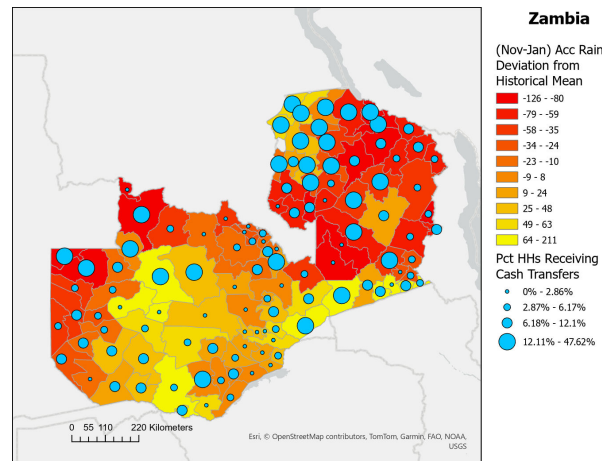 Zambia
(Nov-Jan) Acc Rain
Deviation from
Historical Mean
-126 - -80
-79 - -59
-58 - -35
-34 - -24
-23 - -10
-9 - 8
9 - 24
25 - 48
49 - 63
64 - 211
Pct HHs Receiving
Cash Transfers
0% - 2.86%
2.87% - 6.17%
6.18% - 12.1%
12.11% - 47.62%
0 55 110 220 Kilometers
Esri, © OpenStreetMap contributors, TomTom, Garmin, FAO, NOAA,
USGS